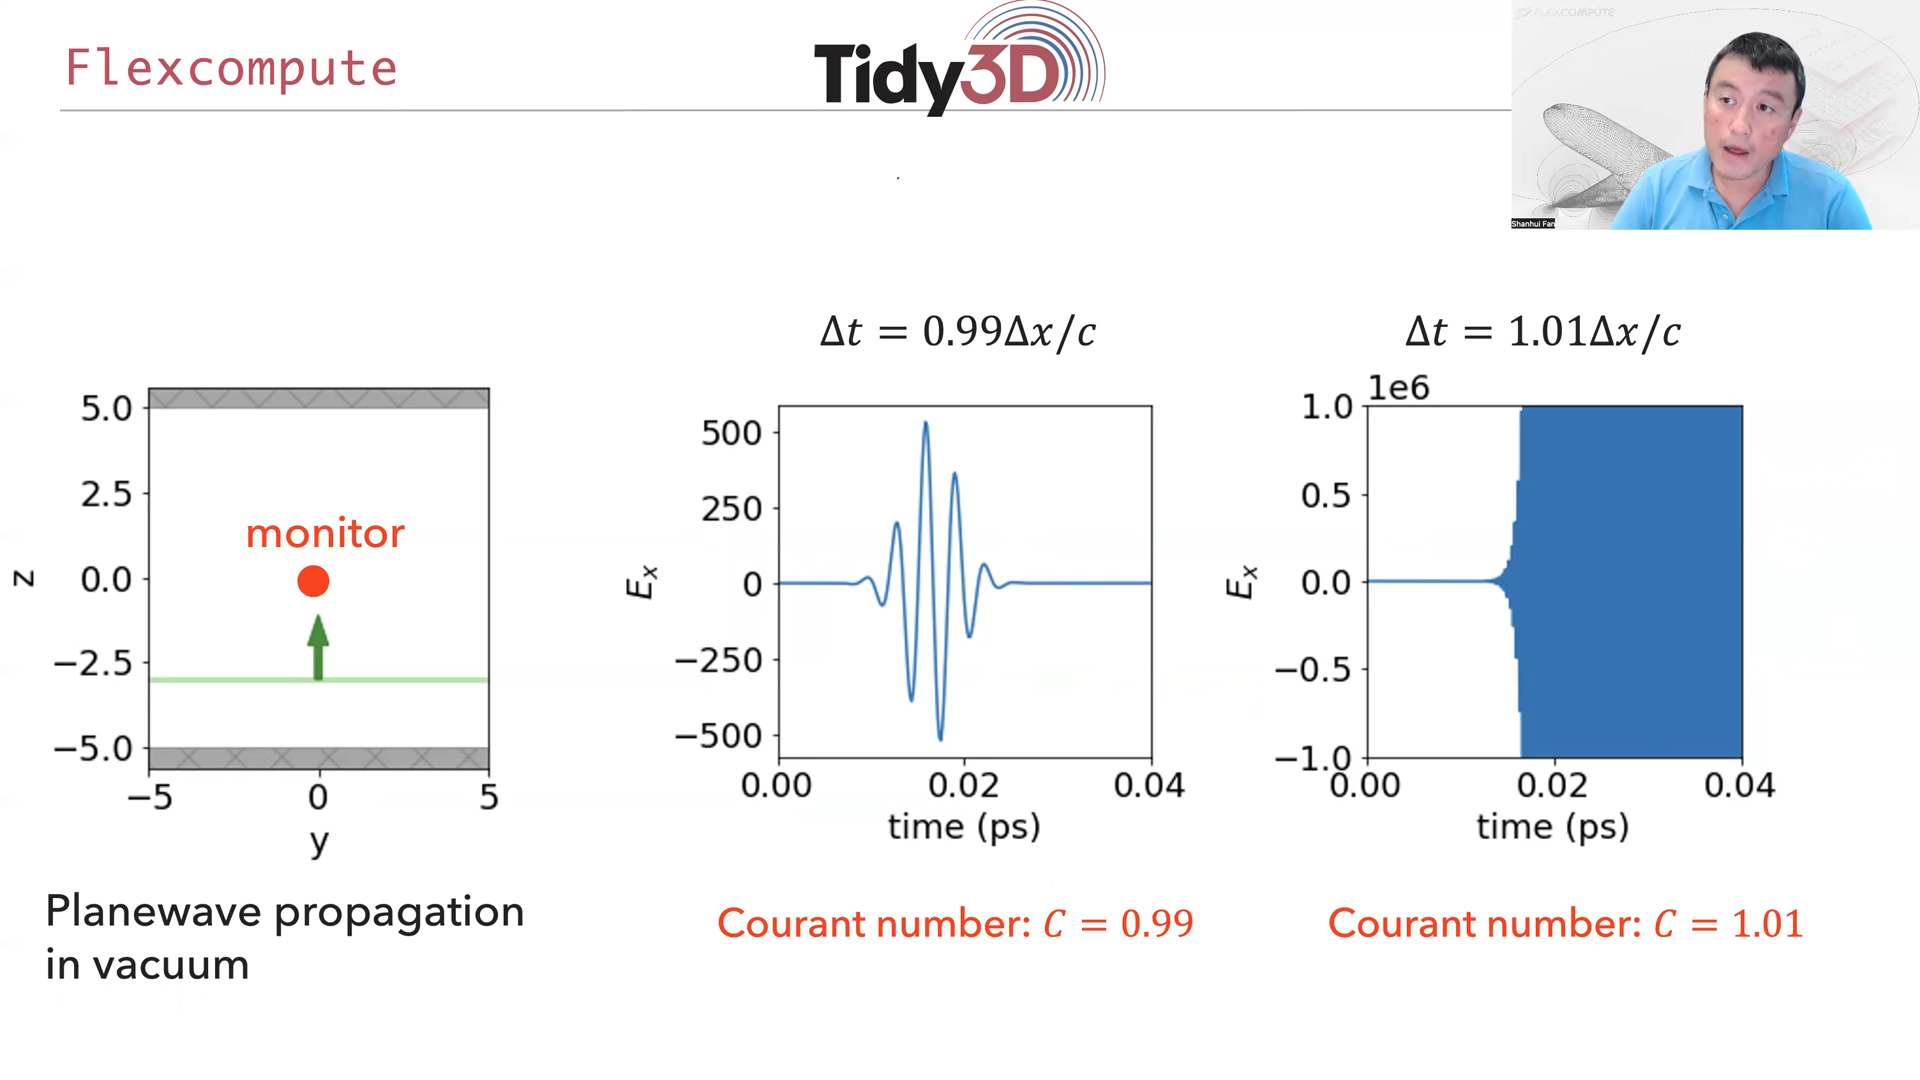 Flexcompute
Tidy3D
FLEXCOMPUTE
Shanhui Fan
Δt = 0.99Δx/c
Δt = 1.01Δx/c
5.0
2.5
0.0
−2.5
−5.0
z
monitor
−5
0
5
y
500
250
0
−250
−500
Eₓ
0.00
0.02
0.04
time (ps)
1e6
1.0
0.5
0.0
−0.5
−1.0
Eₓ
0.00
0.02
0.04
time (ps)
Planewave propagation
in vacuum
Courant number: C = 0.99
Courant number: C = 1.01